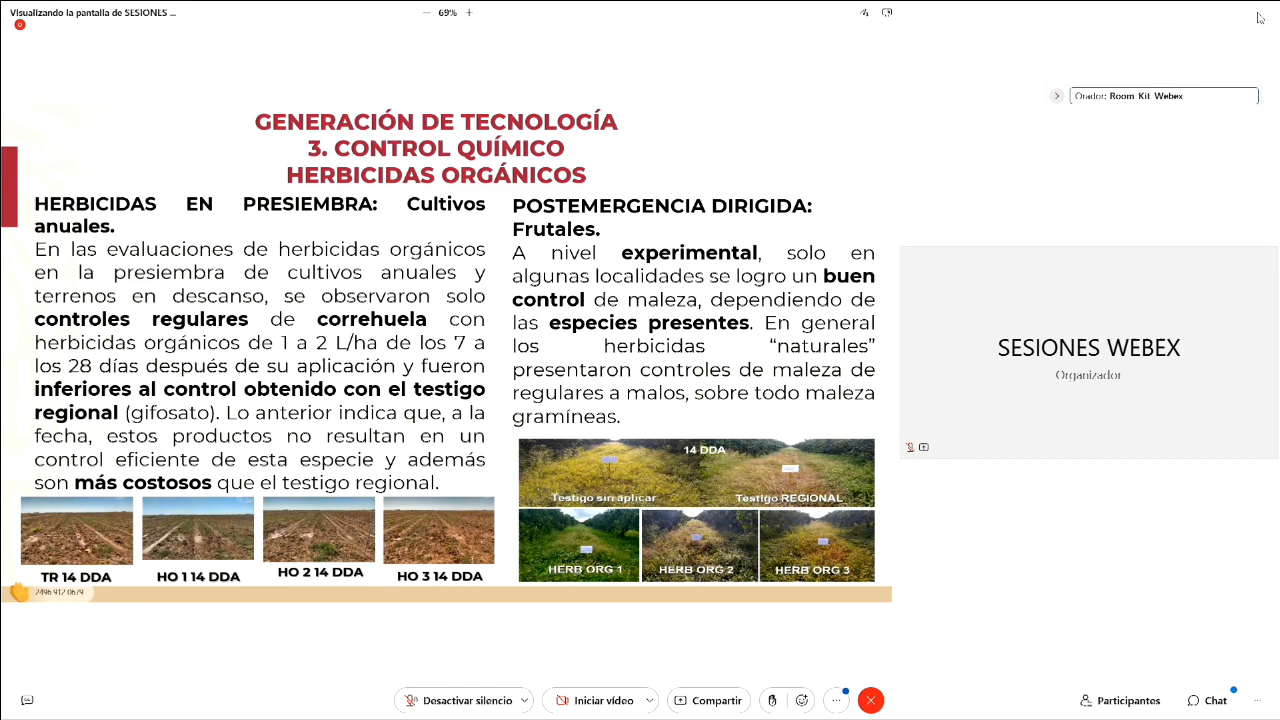 Visualizando la pantalla de SESIONES ...
69%
Orador: Room Kit Webex
GENERACIÓN DE TECNOLOGÍA
3. CONTROL QUÍMICO
HERBICIDAS ORGÁNICOS
HERBICIDAS EN PRESIEMBRA: Cultivos
anuales.
En las evaluaciones de herbicidas orgánicos
en la presiembra de cultivos anuales y
terrenos en descanso, se observaron solo
controles regulares de correhuela con
herbicidas orgánicos de 1 a 2 L/ha de los 7 a
los 28 días después de su aplicación y fueron
inferiores al control obtenido con el testigo
regional (gifosato). Lo anterior indica que, a la
fecha, estos productos no resultan en un
control eficiente de esta especie y además
son más costosos que el testigo regional.
TR 14 DDA
HO 1 14 DDA
HO 2 14 DDA
HO 3 14 DDA
POSTEMERGENCIA DIRIGIDA:
Frutales.
A nivel experimental, solo en
algunas localidades se logro un buen
control de maleza, dependiendo de
las especies presentes. En general
los herbicidas “naturales”
presentaron controles de maleza de
regulares a malos, sobre todo maleza
gramíneas.
14 DDA
Testigo sin aplicar
Testigo REGIONAL
HERB ORG 1
HERB ORG 2
HERB ORG 3
SESIONES WEBEX
Organizador
2496 912 0679
Desactivar silencio
Iniciar vídeo
Compartir
Participantes
Chat